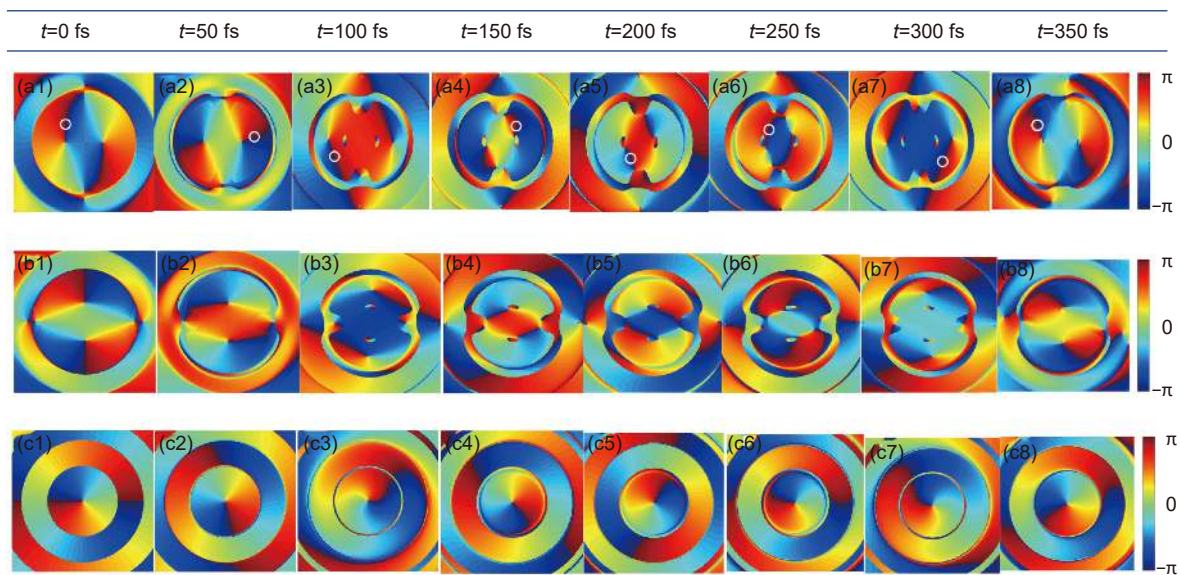 t=0 fs t=50 fs t=100 fs t=150 fs t=200 fs t=250 fs t=300 fs t=350 fs
(a1) (a2) (a3) (a4) (a5) (a6) (a7) (a8) π
0
−π
(b1) (b2) (b3) (b4) (b5) (b6) (b7) (b8) π
0
−π
(c1) (c2) (c3) (c4) (c5) (c6) (c7) (c8) π
0
−π